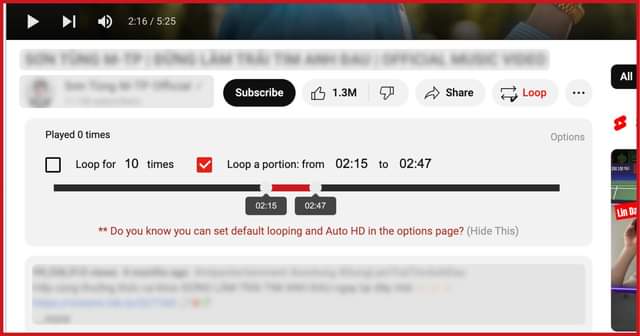 2:16 / 5:25
SƠN TÙNG M-TP | ĐỪNG LÀM TRÁI TIM ANH ĐAU | OFFICIAL MUSIC VIDEO
Sơn Tùng M-TP Official
Subscribe 1.3M Share Loop ...
All
Played 0 times
Options
Loop for 10 times Loop a portion: from 02:15 to 02:47
02:15 02:47
Lin Da
** Do you know you can set default looping and Auto HD in the options page? (Hide This)